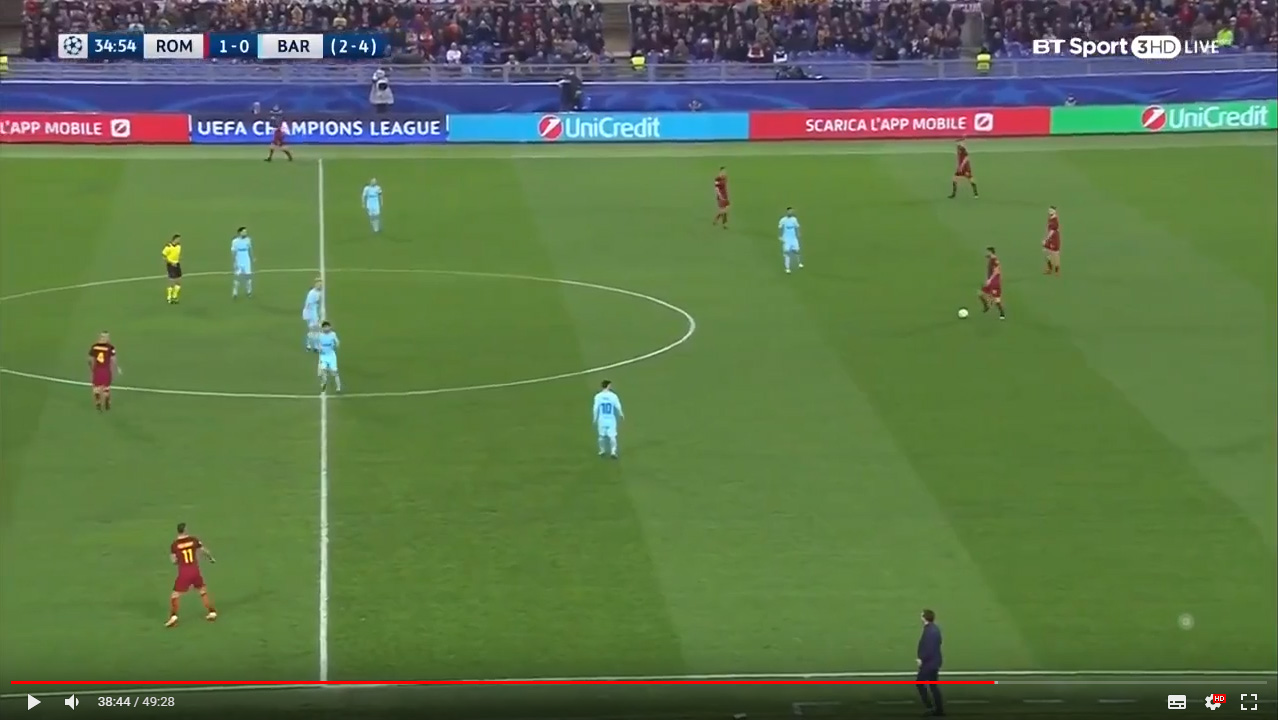 34:54 ROM 1-0 BAR (2-4)
BT Sport 3HD LIVE
L'APP MOBILE
UEFA CHAMPIONS LEAGUE
UniCredit
SCARICA L'APP MOBILE
UniCredit
10
4
11
38:44 / 49:28
HD